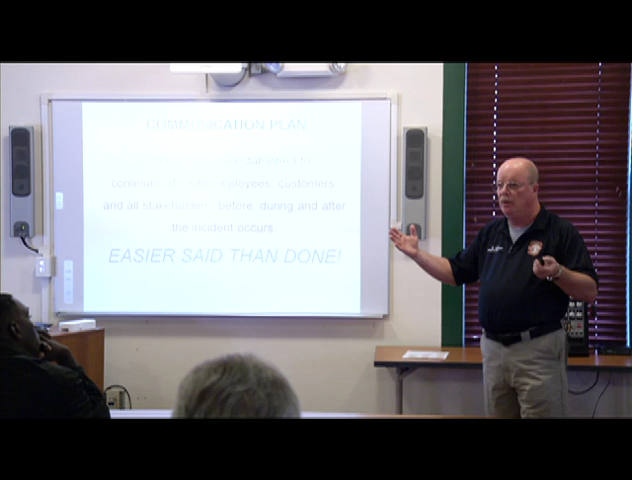 COMMUNICATION PLAN
communicate with employees, customers
and all stakeholders, before, during and after
the incident occurs.
EASIER SAID THAN DONE!